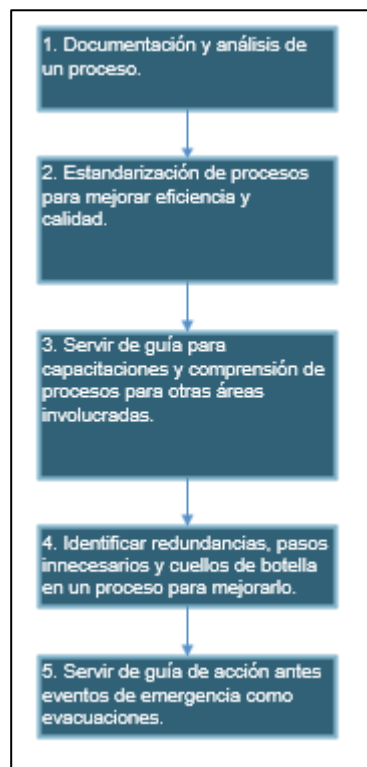 1. Documentación y análisis de
un proceso.
2. Estandarización de procesos
para mejorar eficiencia y
calidad.
3. Servir de guía para
capacitaciones y comprensión de
procesos para otras áreas
involucradas.
4. Identificar redundancias, pasos
innecesarios y cuellos de botella
en un proceso para mejorarlo.
5. Servir de guía de acción antes
eventos de emergencia como
evacuaciones.